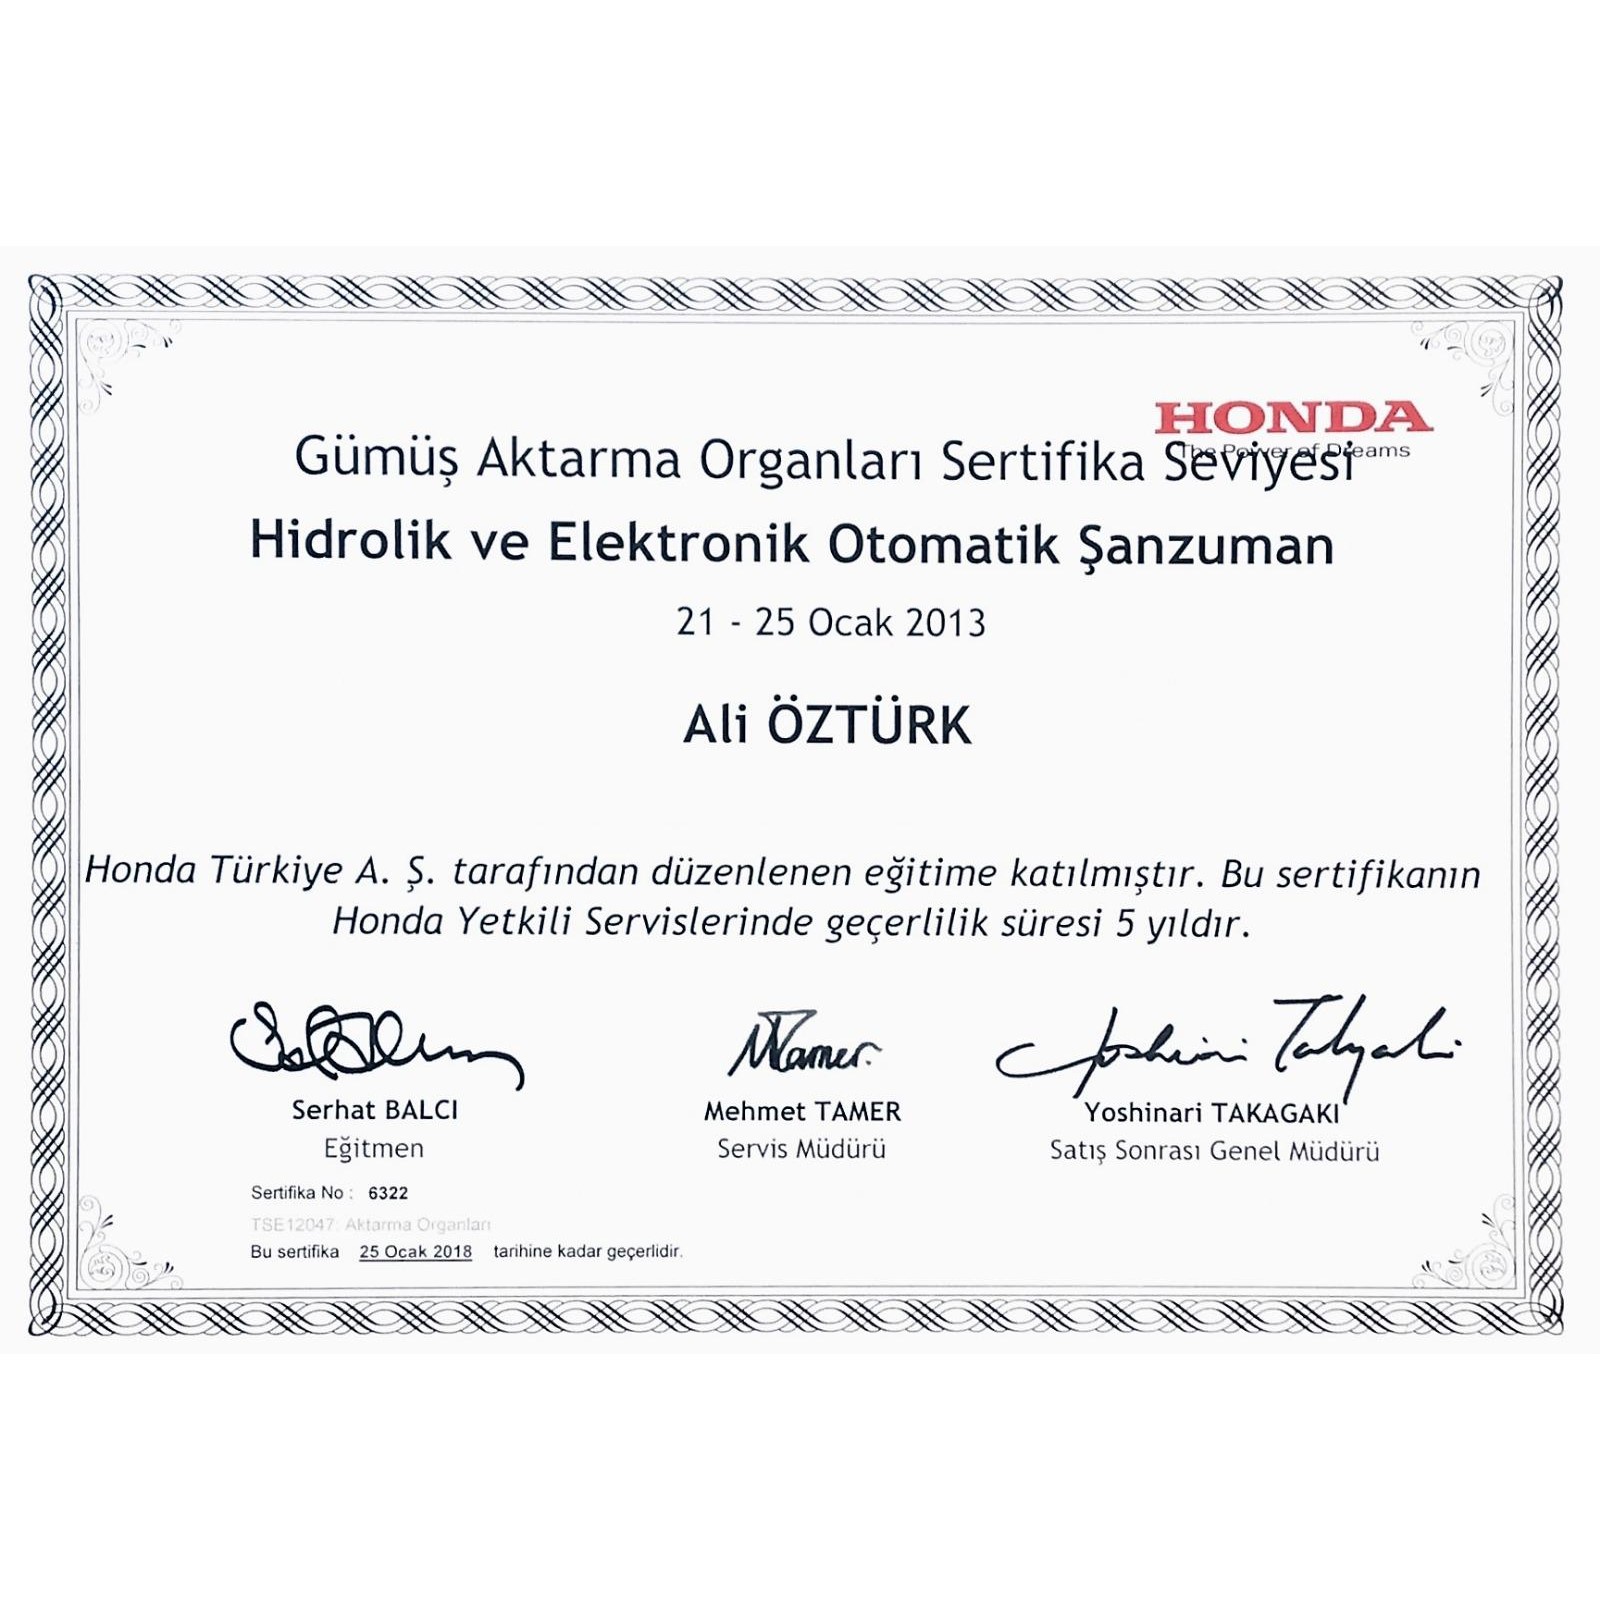 HONDA
The Power of Dreams
Gümüş Aktarma Organları Sertifika Seviyesi
Hidrolik ve Elektronik Otomatik Şanzuman
21 - 25 Ocak 2013
Ali ÖZTÜRK
Honda Türkiye A. Ş. tarafından düzenlenen eğitime katılmıştır. Bu sertifikanın
Honda Yetkili Servislerinde geçerlilik süresi 5 yıldır.
MTamer.
Yoshinari Takagaki
Serhat BALCI
Mehmet TAMER
Yoshinari TAKAGAKI
Eğitmen
Servis Müdürü
Satış Sonrası Genel Müdürü
Sertifika No : 6322
TSE12047: Aktarma Organları
Bu sertifika 25 Ocak 2018 tarihine kadar geçerlidir.